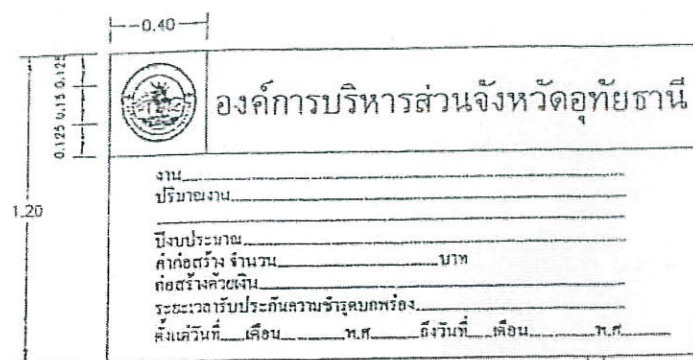 0.40
0.125 0.15 0.125
องค์การบริหารส่วนจังหวัดอุทัยธานี
1.20
งาน
ปริมาณงาน
ปีงบประมาณ
ค่าก่อสร้าง จำนวน บาท
ก่อสร้างด้วยเงิน
ระยะเวลารับประกันความชำรุดบกพร่อง
ตั้งแต่วันที่ เดือน พ.ศ. ถึงวันที่ เดือน พ.ศ.